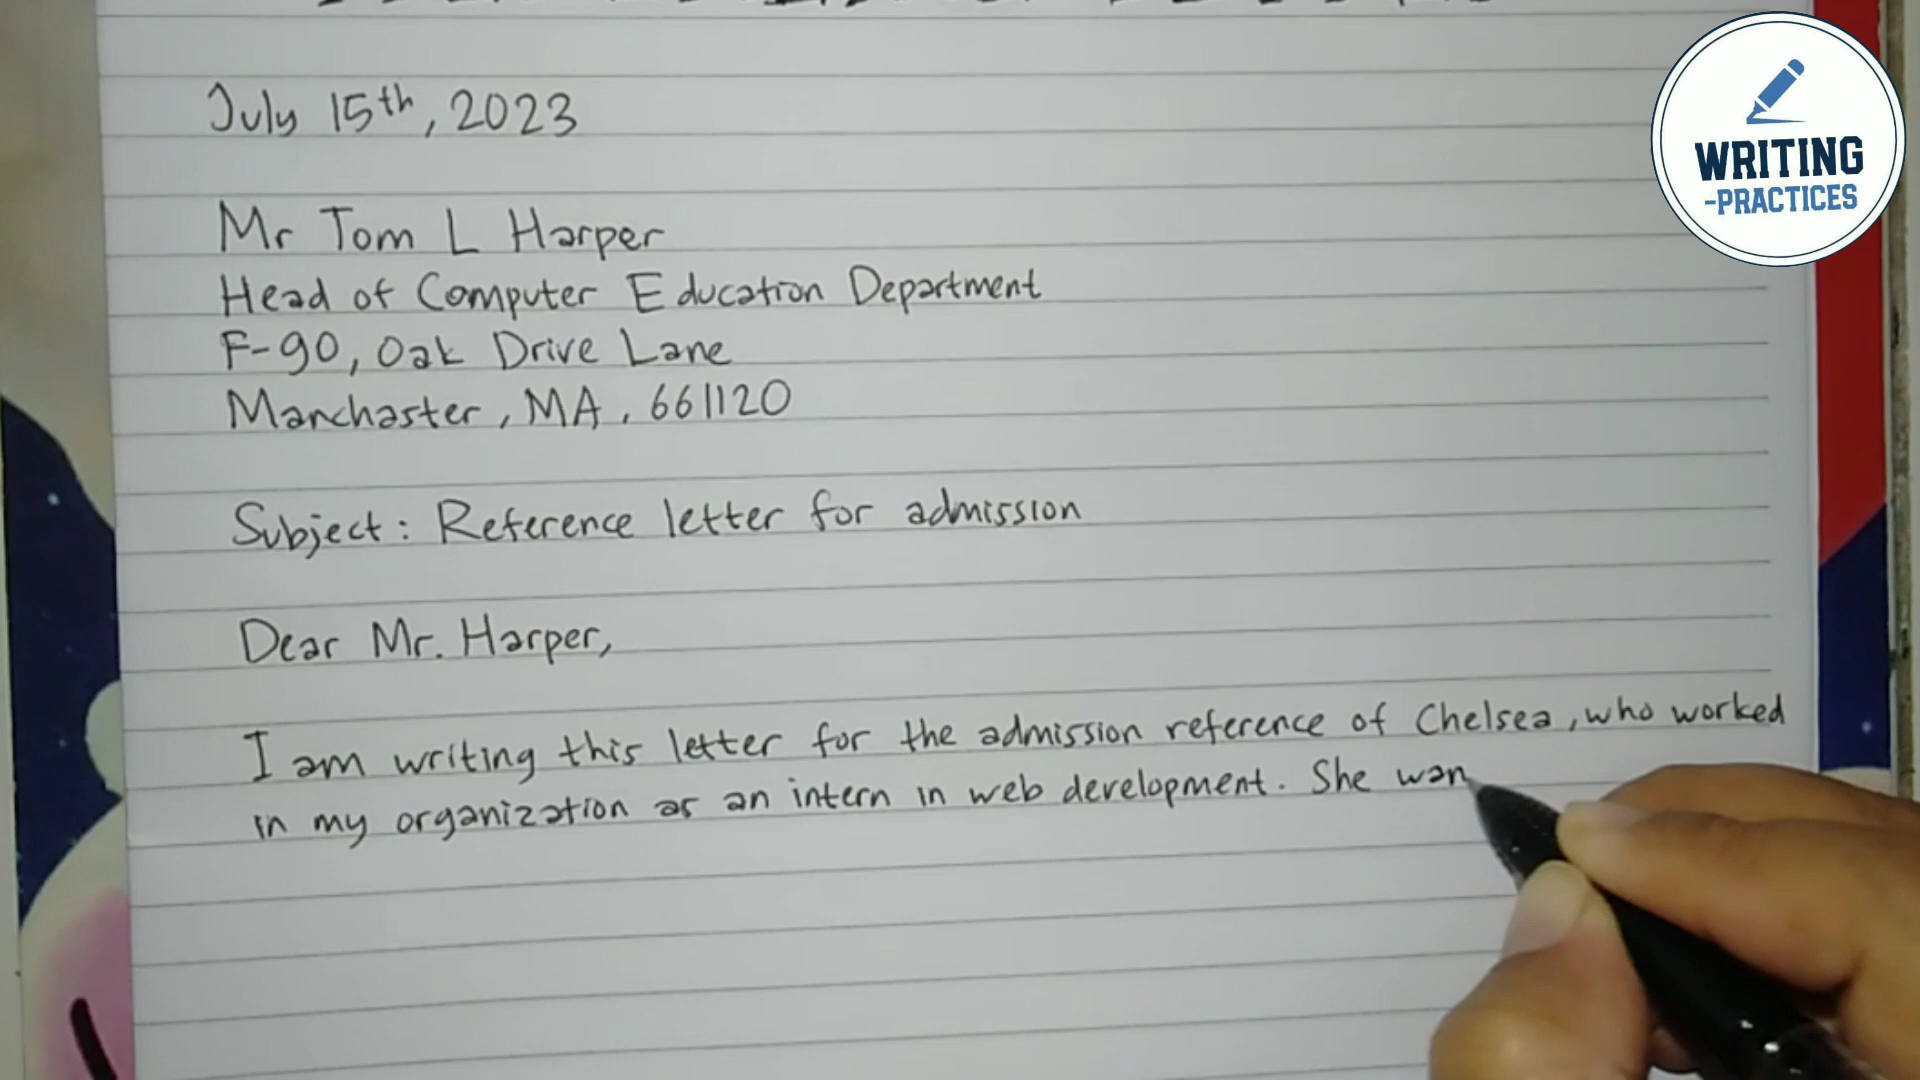 July 15th, 2023
Mr Tom L Harper
Head of Computer Education Department
F-90, Oak Drive Lane
Manchaster, MA, 661120
Subject: Reference letter for admission
Dear Mr. Harper,
I am writing this letter for the admission reference of Chelsea, who worked
in my organization as an intern in web development. She wan
WRITING
-PRACTICES